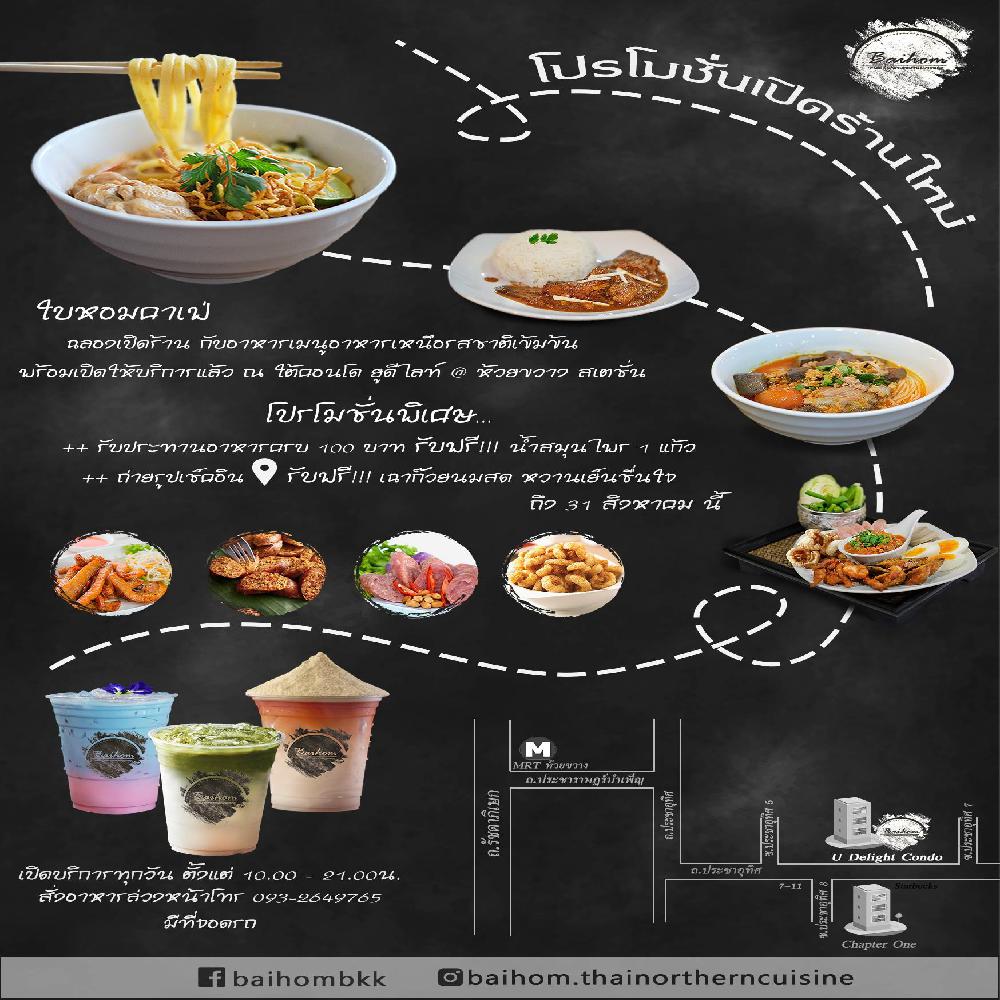 โปรโมชั่นเปิดร้านใหม่
Baihom
ใบหอมคาเฟ่
ฉลองเปิดร้าน กับอาหารเมนูอาหารเหนือรสชาติเข้มข้น
พร้อมเปิดให้บริการแล้ว ณ ใต้คอนโด ยูดีไลท์ @ ห้วยขวาง สเตชั่น
โปรโมชั่นพิเศษ...
++ รับประทานอาหารครบ 400 บาท รับฟรี!!! น้ำสมุนไพร 1 แก้ว
++ ถ่ายรูปเช็คอิน รับฟรี!!! เฉาก๊วยนมสด หวานเย็นชื่นใจ
ถึง 31 สิงหาคม นี้
Baihom
Baihom
Baihom
เปิดบริการทุกวัน ตั้งแต่ 10.00 - 21.00น.
สั่งอาหารล่วงหน้าโทร 093-2649765
มีที่จอดรถ
M
MRT ห้วยขวาง
ถ.ประชาราษฎร์บำเพ็ญ
ถ.รัชดาภิเษก
ถ.ประชาอุทิศ
ซ.ประชาอุทิศ 6
ซ.ประชาอุทิศ 7
Baihom
U Delight Condo
ถ.ประชาอุทิศ
7-11
ซ.ประชาอุทิศ 8
Starbucks
Chapter One
baihombkk
baihom.thainortherncuisine